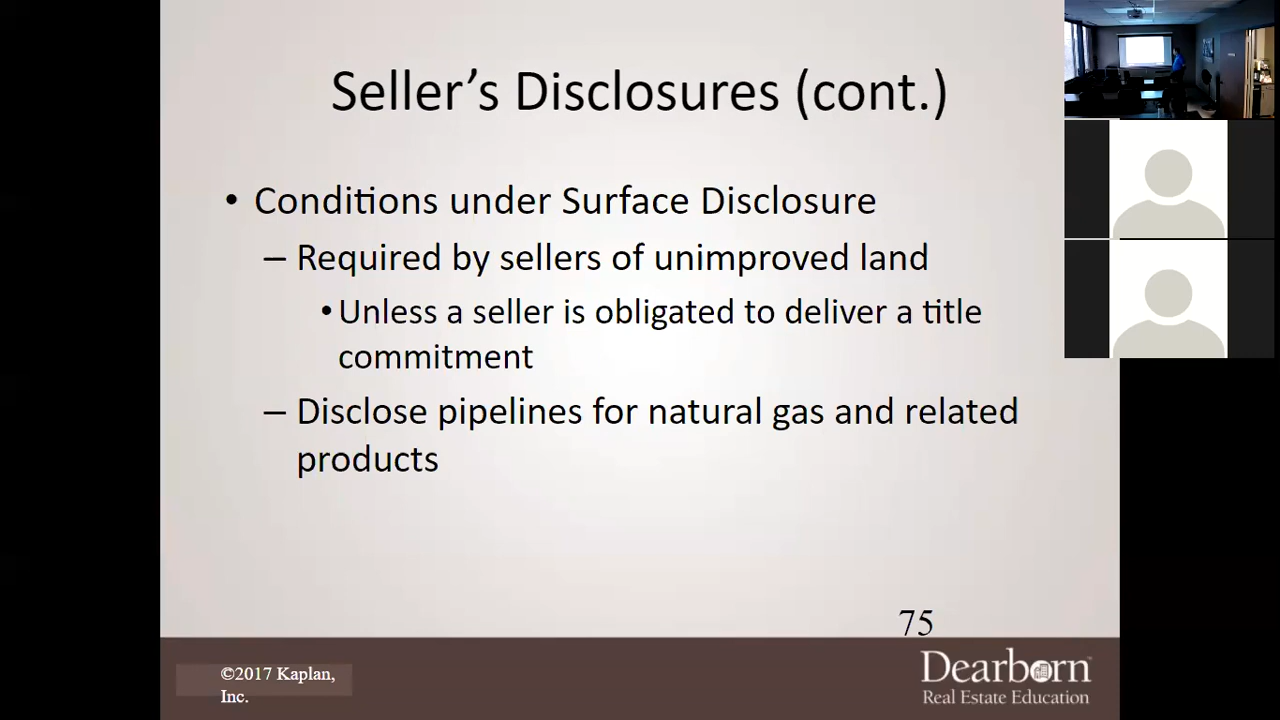 Seller’s Disclosures (cont.)
• Conditions under Surface Disclosure
– Required by sellers of unimproved land
• Unless a seller is obligated to deliver a title
commitment
– Disclose pipelines for natural gas and related
products
75
©2017 Kaplan,
Inc.
Dearborn
Real Estate Education